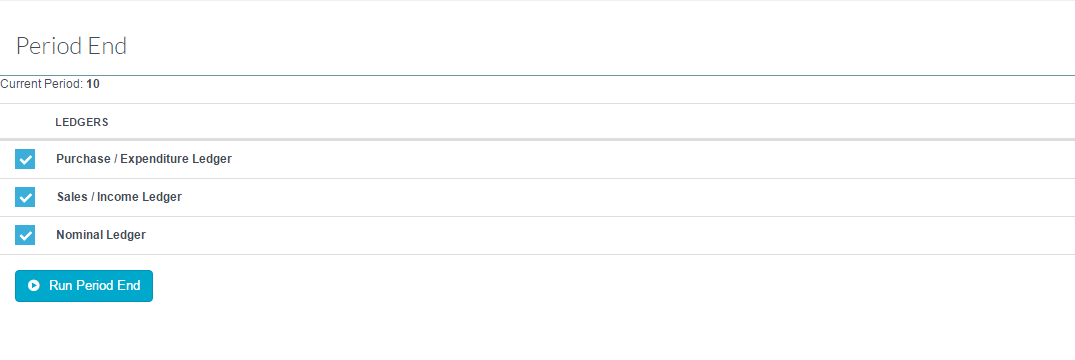 Period End
Current Period: 10
LEDGERS
Purchase / Expenditure Ledger
Sales / Income Ledger
Nominal Ledger
Run Period End